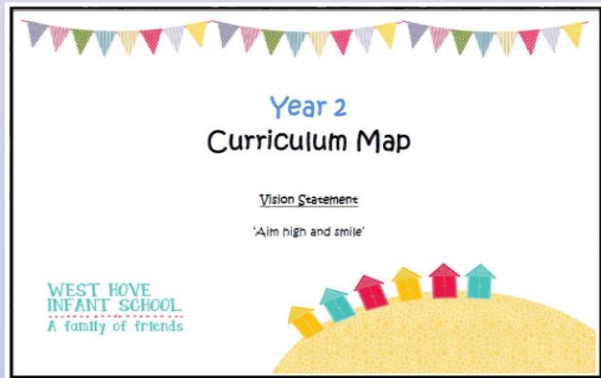 Year 2
Curriculum Map
Vision Statement
'Aim high and smile'
WEST HOVE
INFANT SCHOOL
A family of friends